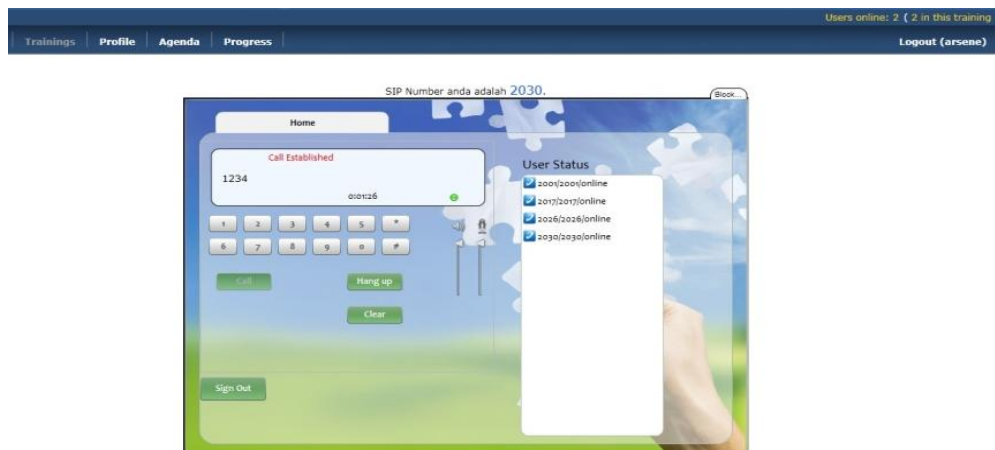 Users online: 2 ( 2 in this training
Trainings Profile Agenda Progress Logout (arsene)
SIP Number anda adalah 2030.
Block...
Home
Call Established
1234
0:01:26
1 2 3 4 5 *
6 7 8 9 0 #
Call Hang up
Clear
Sign Out
User Status
2001/2001/online
2017/2017/online
2026/2026/online
2030/2030/online